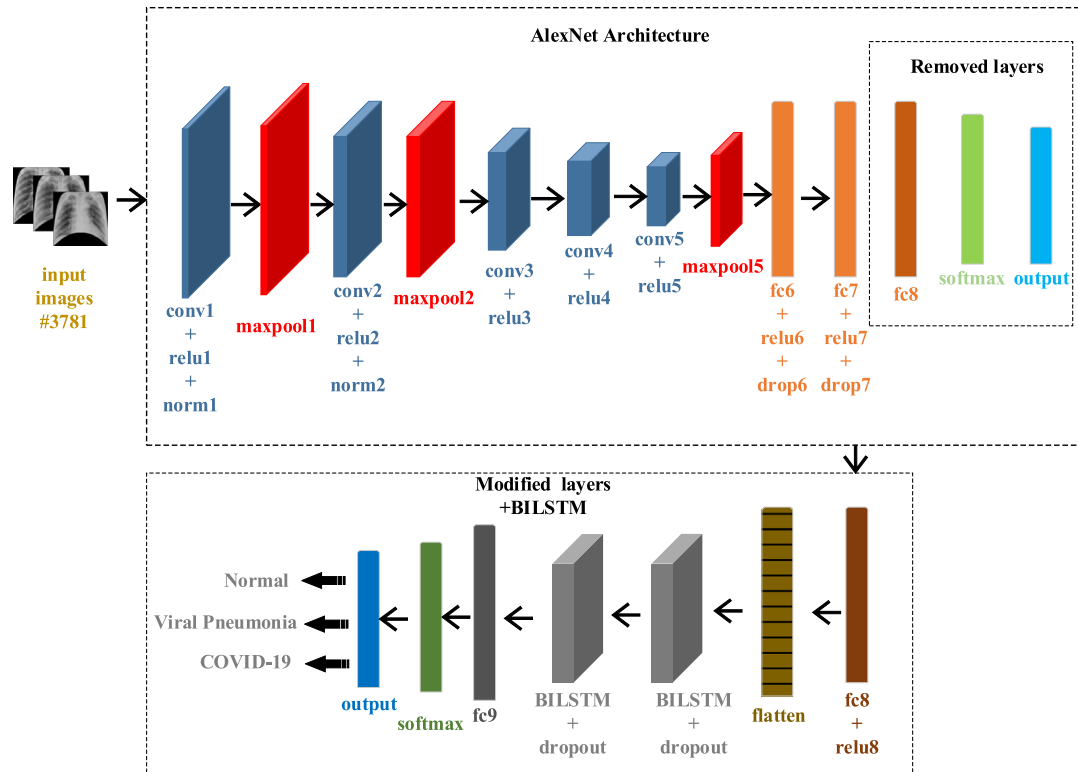 AlexNet Architecture
Removed layers
input
images
#3781
conv1
+
relu1
+
norm1
maxpool1
conv2
+
relu2
+
norm2
maxpool2
conv3
+
relu3
conv4
+
relu4
conv5
+
relu5
maxpool5
fc6
+
relu6
+
drop6
fc7
+
relu7
+
drop7
fc8
softmax
output
Modified layers
+BILSTM
Normal
Viral Pneumonia
COVID-19
output
softmax
fc9
BILSTM
+
dropout
BILSTM
+
dropout
flatten
fc8
+
relu8